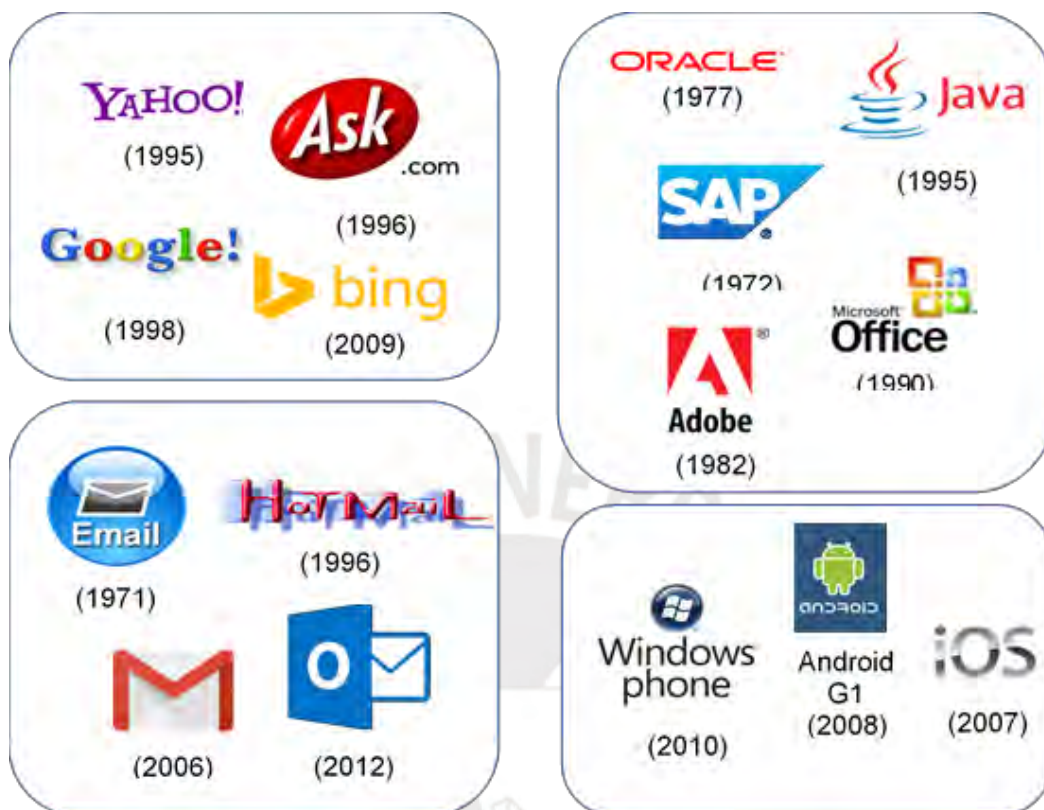 YAHOO!
(1995)
Ask
.com
(1996)
Google!
(1998)
bing
(2009)
ORACLE
(1977)
Java
(1995)
SAP
(1972)
Microsoft
Office
(1990)
Adobe
(1982)
Email
(1971)
HoTMaiL
(1996)
(2006)
O
(2012)
Windows
phone
(2010)
android
Android
G1
(2008)
iOS
(2007)